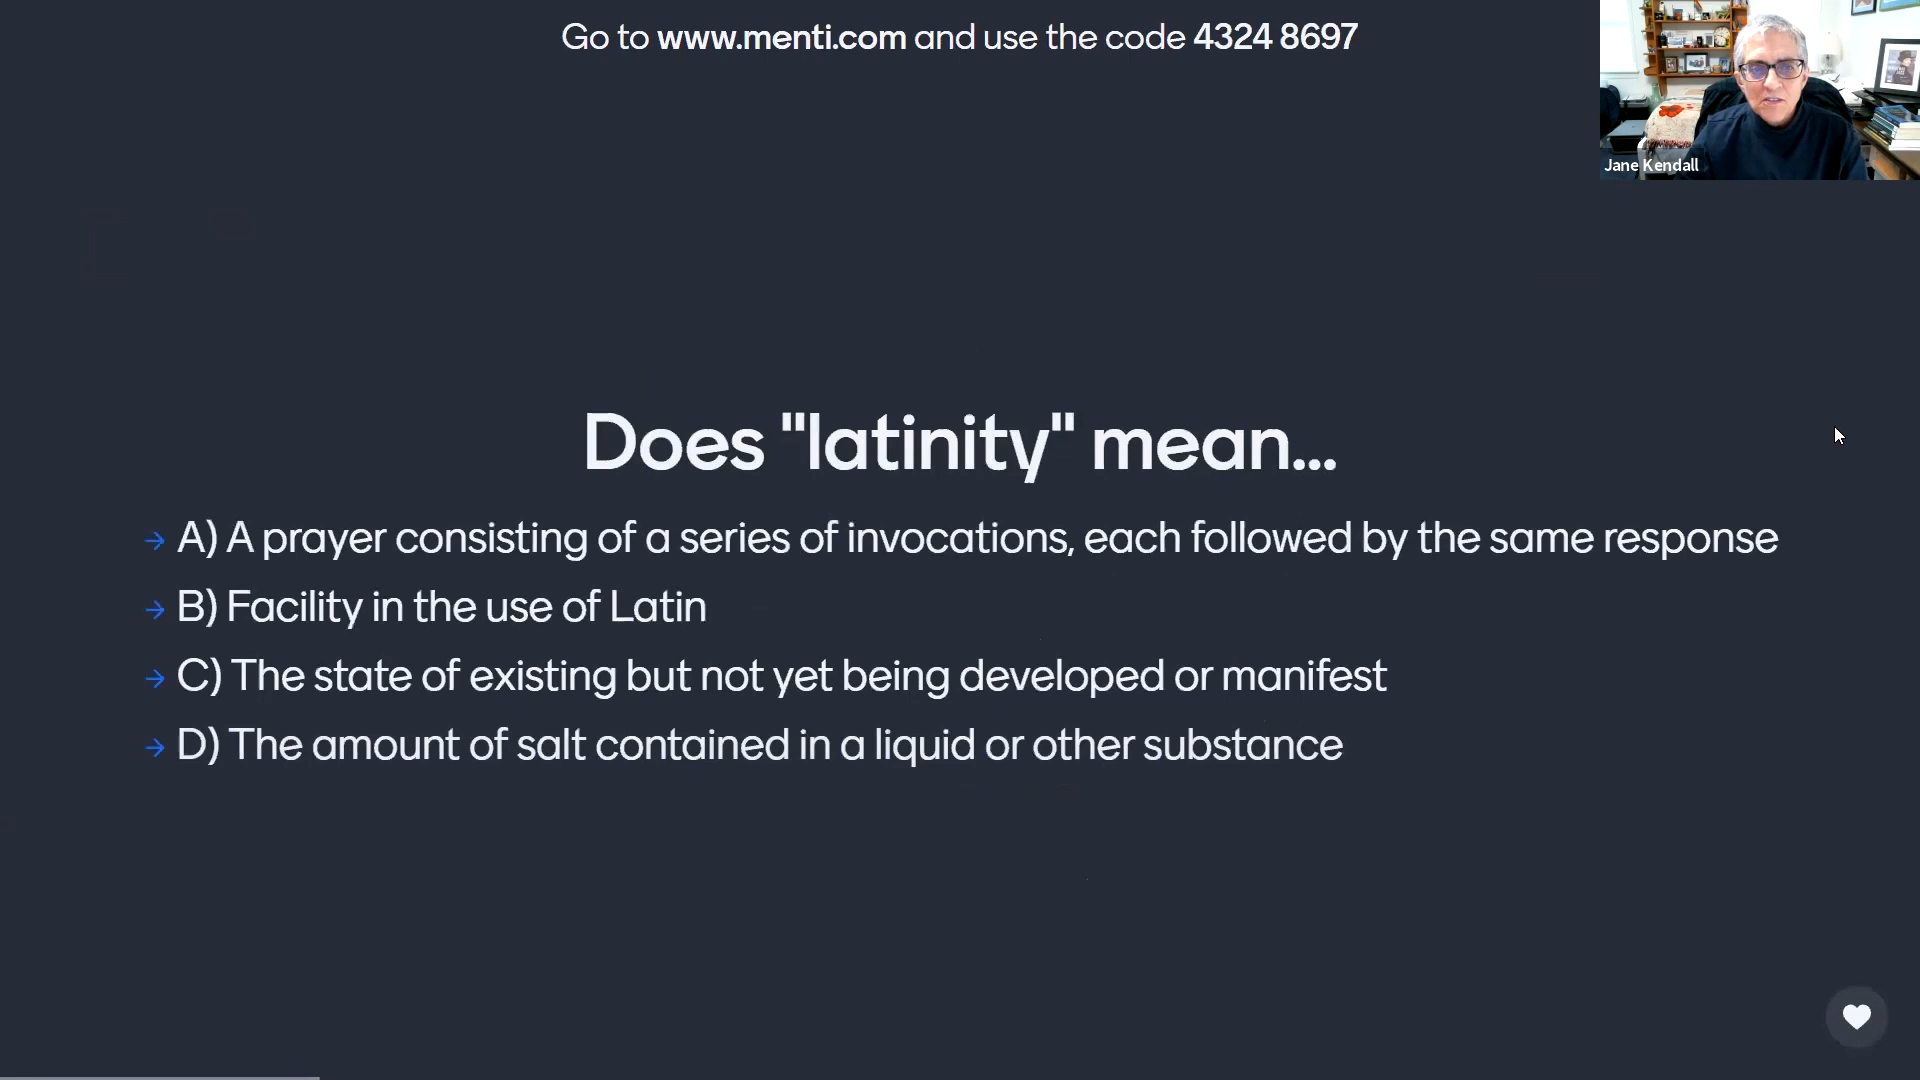 Go to www.menti.com and use the code 4324 8697
Jane Kendall
Does "latinity" mean...
→ A) A prayer consisting of a series of invocations, each followed by the same response
→ B) Facility in the use of Latin
→ C) The state of existing but not yet being developed or manifest
→ D) The amount of salt contained in a liquid or other substance